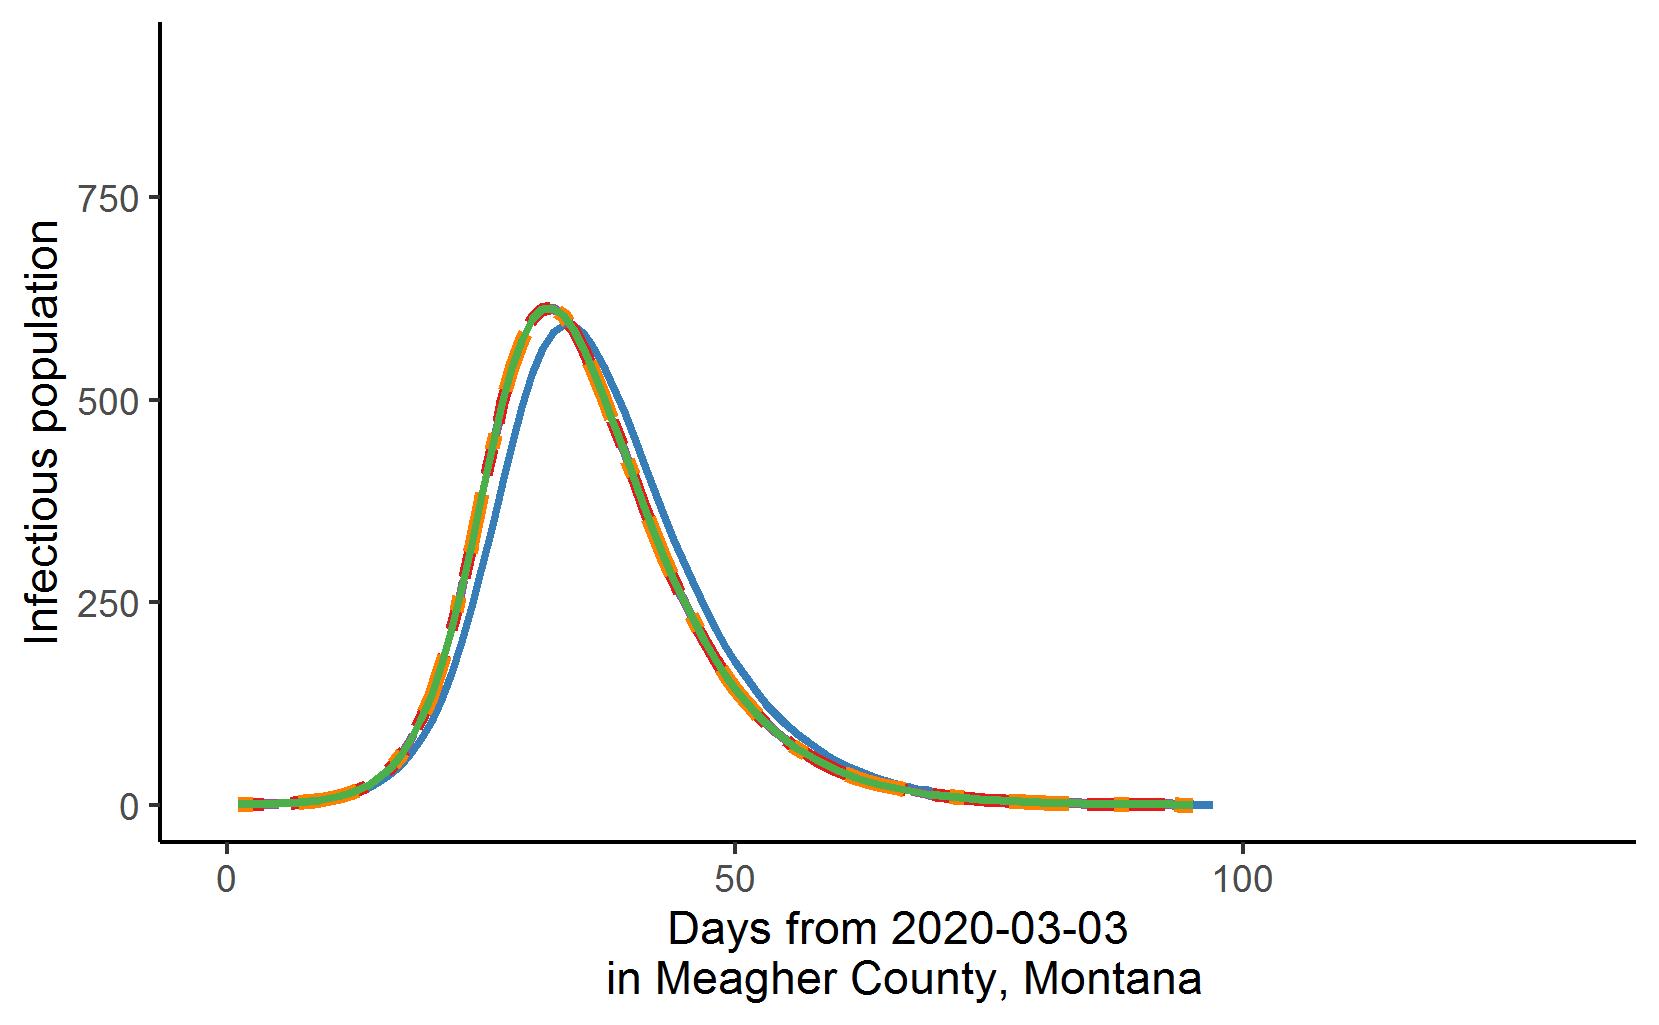 Infectious population
750
500
250
0
0
50
100
Days from 2020-03-03
in Meagher County, Montana